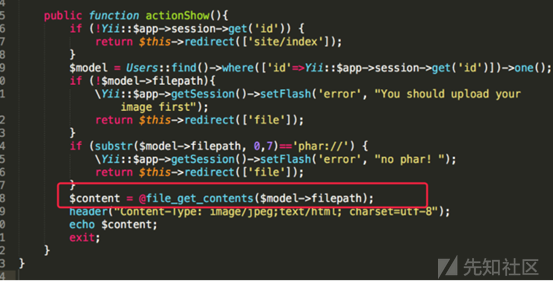 public function actionShow(){
5 if (!Yii::$app->session->get('id')) {
7 return $this->redirect(['site/index']);
8 }
9 $model = Users::find()->where(['id'=>Yii::$app->session->get('id')])->one();
0 if (!$model->filepath){
1 \Yii::$app->getSession()->setFlash('error', "You should upload your
image first");
2 return $this->redirect(['file']);
3 }
4 if (substr($model->filepath, 0,7)=='phar://') {
5 \Yii::$app->getSession()->setFlash('error', "no phar! ");
6 return $this->redirect(['file']);
7 }
8 $content = @file_get_contents($model->filepath);
9 header("Content-Type: image/jpeg;text/html; charset=utf-8");
0 echo $content;
1 exit;
2 }
3 }
先知社区